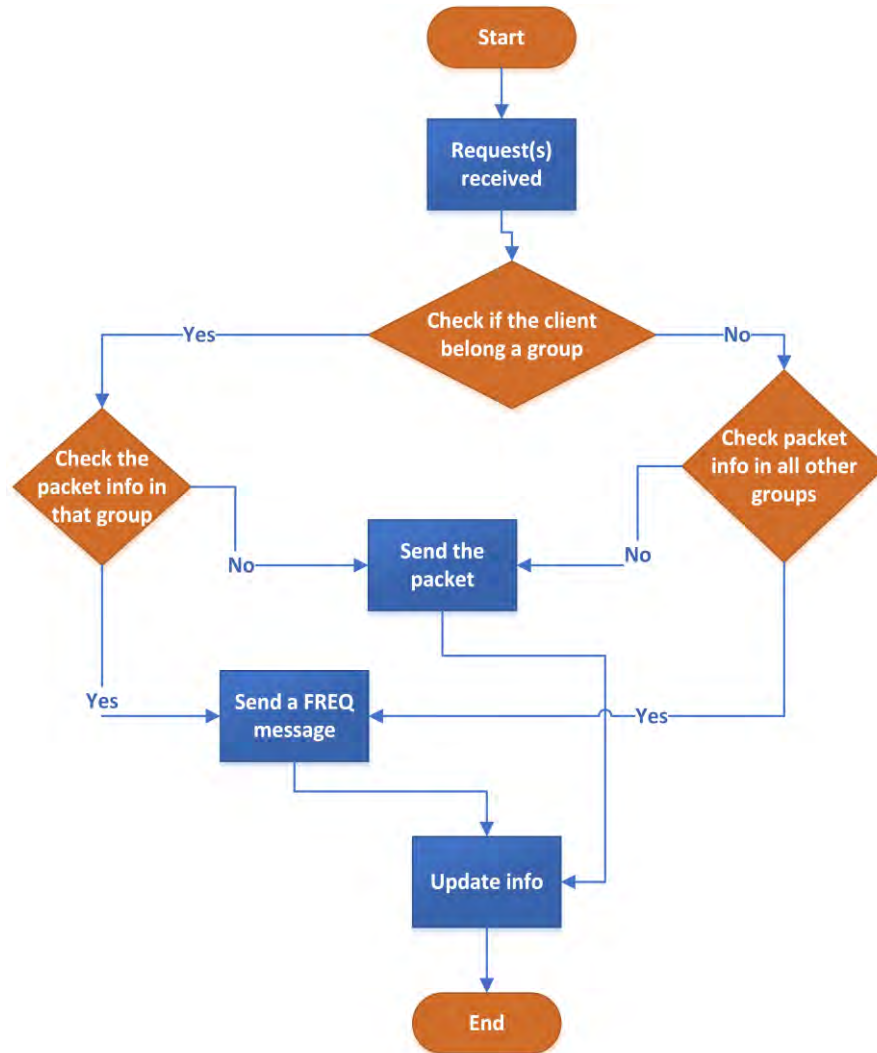 Start
Request(s)
received
Check if the client
belong a group
Yes
No
Check the
packet info in
that group
Check packet
info in all other
groups
Send the
packet
No
No
Yes
Send a FREQ
message
Yes
Update info
End